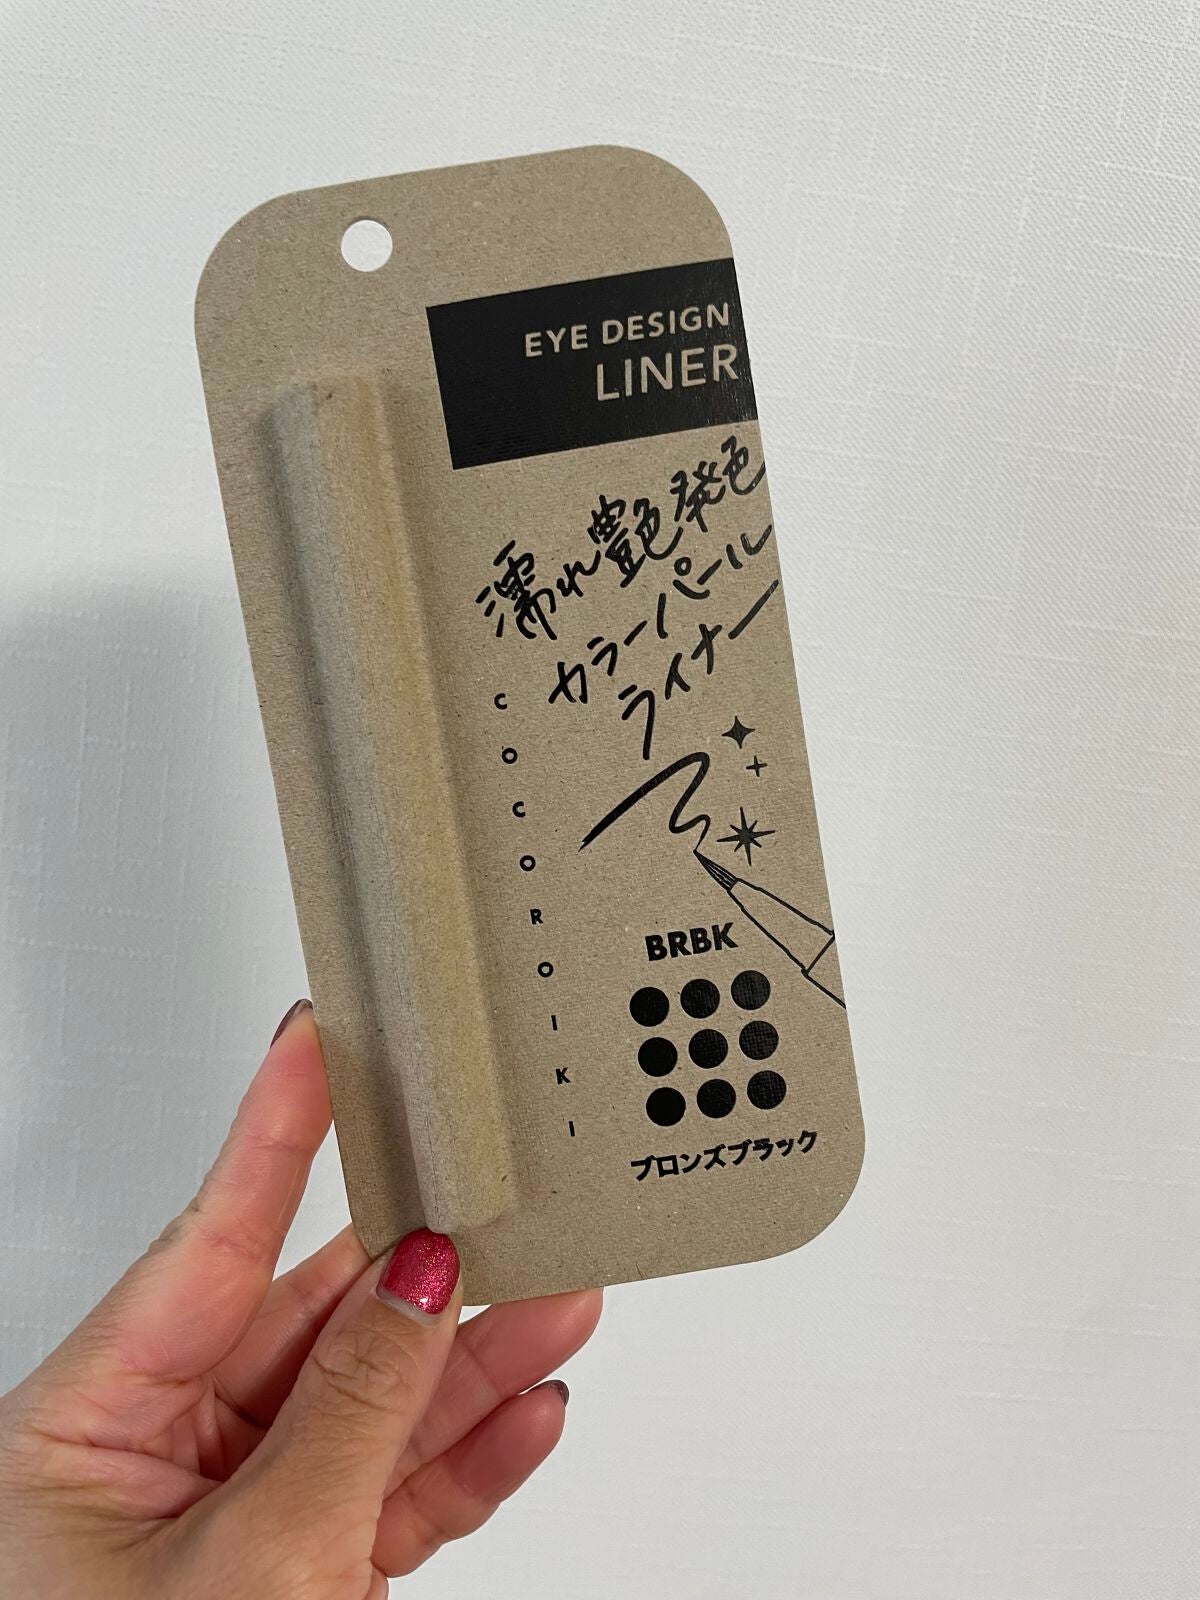 EYE DESIGN
LINER
濡れ艶発色
カラーパール
ライナー
COCOROIKI
BRBK
ブロンズブラック